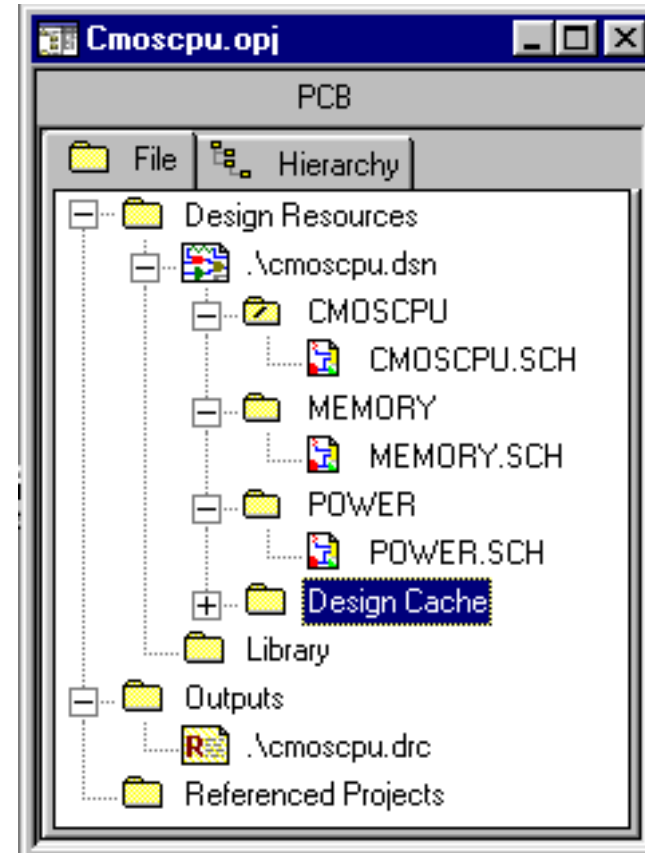 Cmoscpu.opj
PCB
File Hierarchy
Design Resources
.\cmoscpu.dsn
CMOSCPU
CMOSCPU.SCH
MEMORY
MEMORY.SCH
POWER
POWER.SCH
Design Cache
Library
Outputs
.\cmoscpu.drc
Referenced Projects